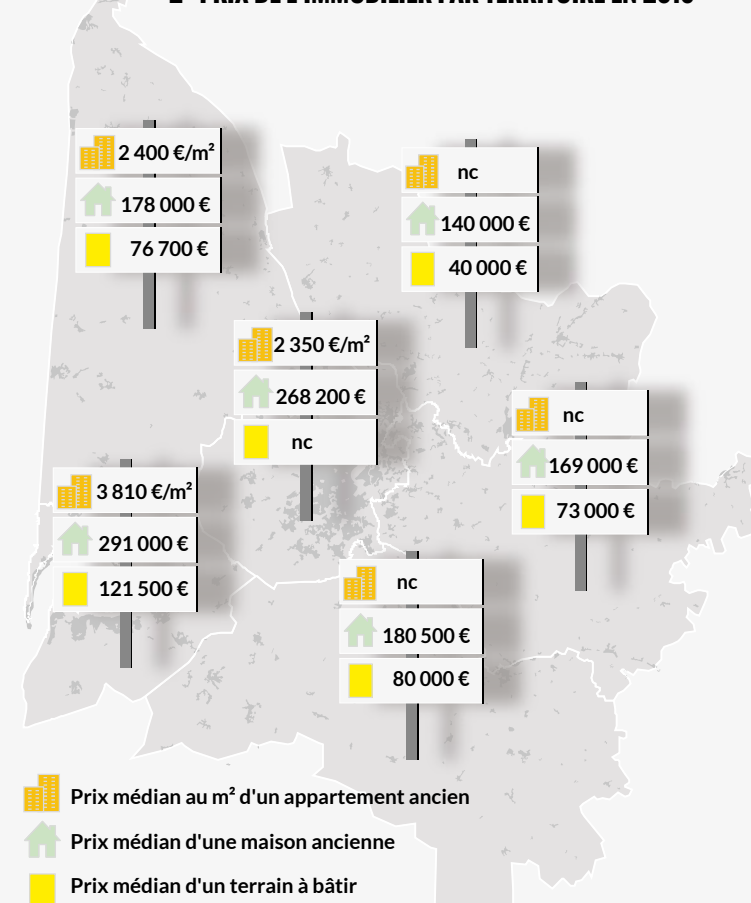 2 400 €/m²
178 000 €
76 700 €
nc
140 000 €
40 000 €
2 350 €/m²
268 200 €
nc
nc
169 000 €
73 000 €
3 810 €/m²
291 000 €
121 500 €
nc
180 500 €
80 000 €
Prix médian au m² d'un appartement ancien
Prix médian d'une maison ancienne
Prix médian d'un terrain à bâtir